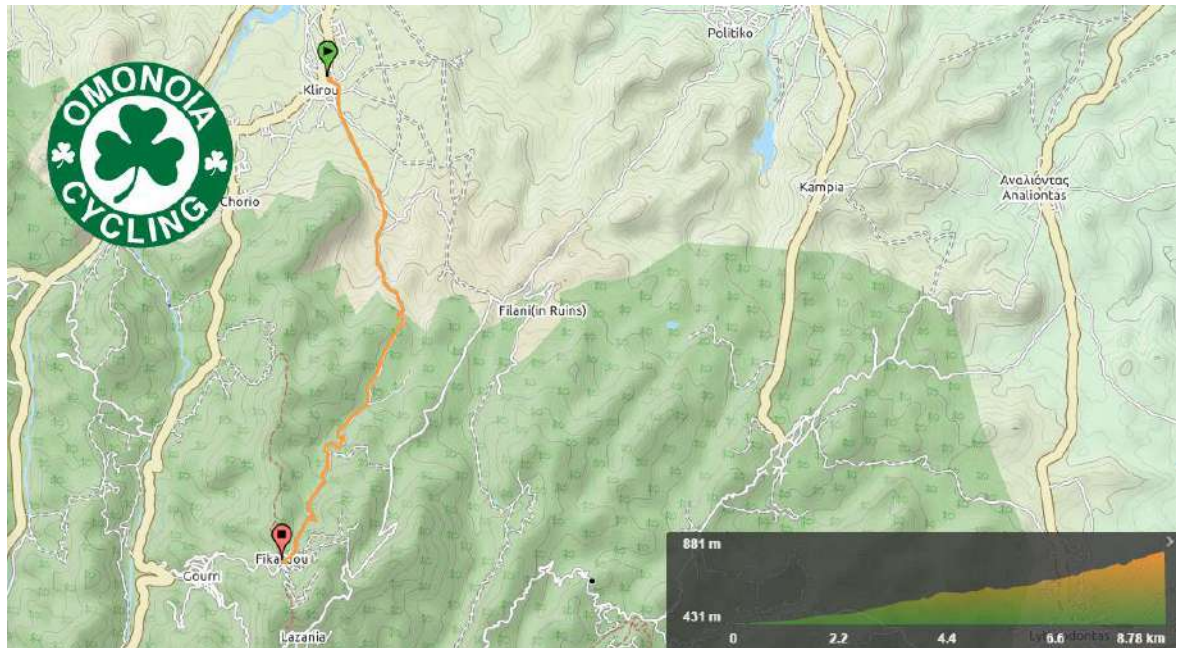 Politiko
Klirou
OMONOIA
CYCLING
Chorio
Kampia
Αναλιόντας
Analiontas
Filani(in Ruins)
881 m
431 m
0
2.2
4.4
6.6
8.78 km
Gourri
Lazania